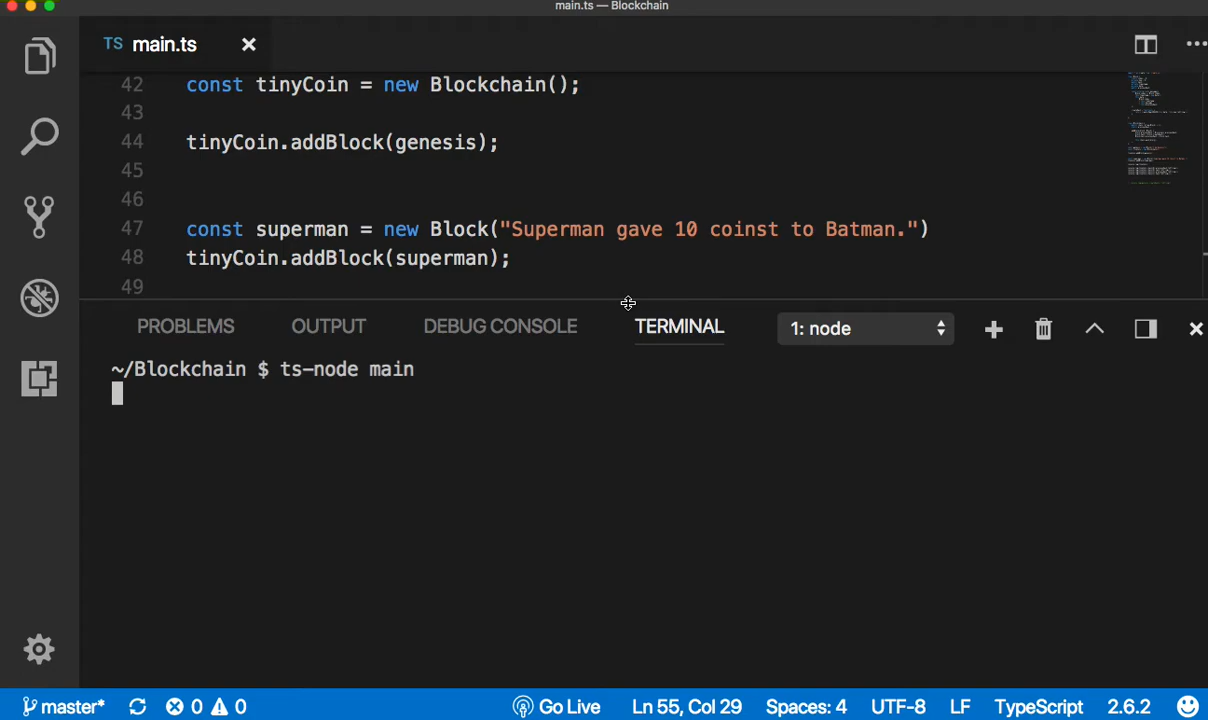 main.ts — Blockchain
TS main.ts
42 const tinyCoin = new Blockchain();
43
44 tinyCoin.addBlock(genesis);
45
46
47 const superman = new Block("Superman gave 10 coinst to Batman.")
48 tinyCoin.addBlock(superman);
49
PROBLEMS OUTPUT DEBUG CONSOLE TERMINAL 1: node
~/Blockchain $ ts-node main
master* 0 0 Go Live Ln 55, Col 29 Spaces: 4 UTF-8 LF TypeScript 2.6.2